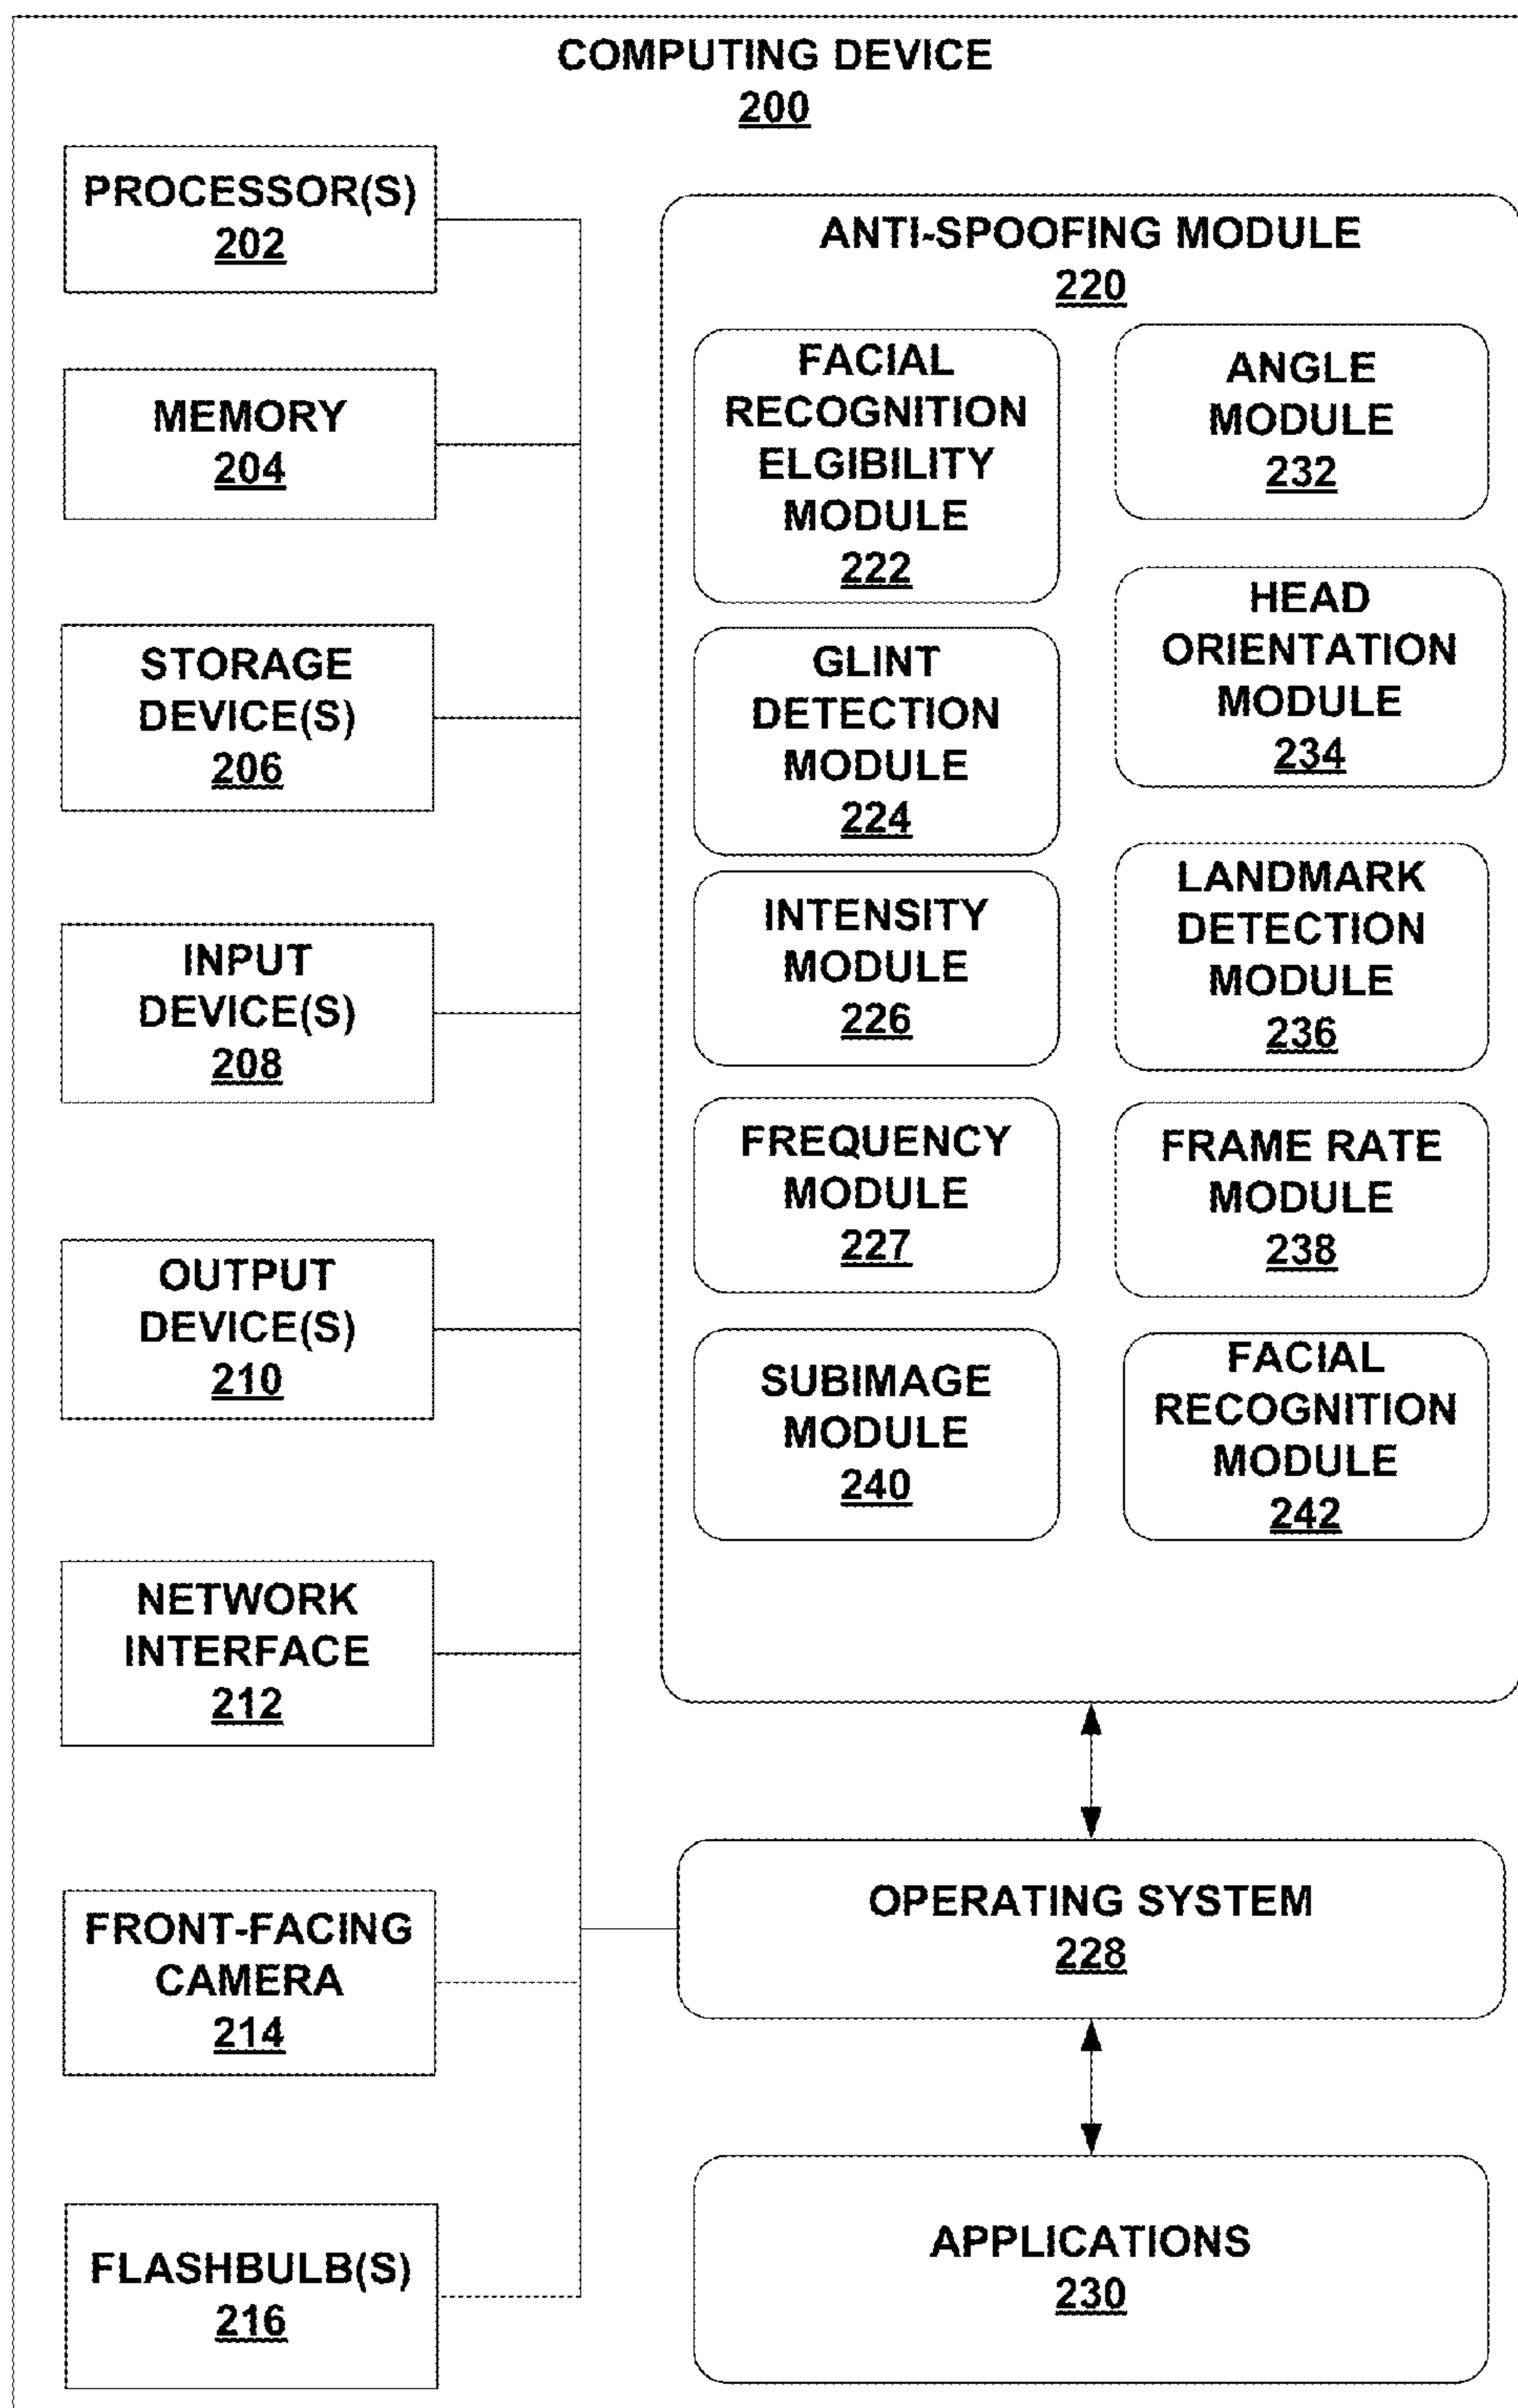 COMPUTING DEVICE
200
PROCESSOR(S)
202
MEMORY
204
STORAGE
DEVICE(S)
206
INPUT
DEVICE(S)
208
OUTPUT
DEVICE(S)
210
NETWORK
INTERFACE
212
FRONT-FACING
CAMERA
214
FLASHBULB(S)
216
ANTI-SPOOFING MODULE
220
FACIAL
RECOGNITION
ELGIBILITY
MODULE
222
GLINT
DETECTION
MODULE
224
INTENSITY
MODULE
226
FREQUENCY
MODULE
227
SUBIMAGE
MODULE
240
ANGLE
MODULE
232
HEAD
ORIENTATION
MODULE
234
LANDMARK
DETECTION
MODULE
236
FRAME RATE
MODULE
238
FACIAL
RECOGNITION
MODULE
242
OPERATING SYSTEM
228
APPLICATIONS
230